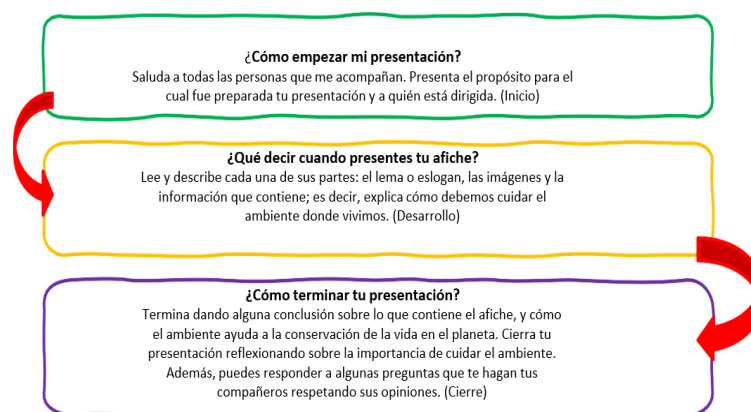 ¿Cómo empezar mi presentación?
Saluda a todas las personas que me acompañan. Presenta el propósito para el
cual fue preparada tu presentación y a quién está dirigida. (Inicio)
¿Qué decir cuando presentes tu afiche?
Lee y describe cada una de sus partes: el lema o eslogan, las imágenes y la
información que contiene; es decir, explica cómo debemos cuidar el
ambiente donde vivimos. (Desarrollo)
¿Cómo terminar tu presentación?
Termina dando alguna conclusión sobre lo que contiene el afiche, y cómo
el ambiente ayuda a la conservación de la vida en el planeta. Cierra tu
presentación reflexionando sobre la importancia de cuidar el ambiente.
Además, puedes responder a algunas preguntas que te hagan tus
compañeros respetando sus opiniones. (Cierre)